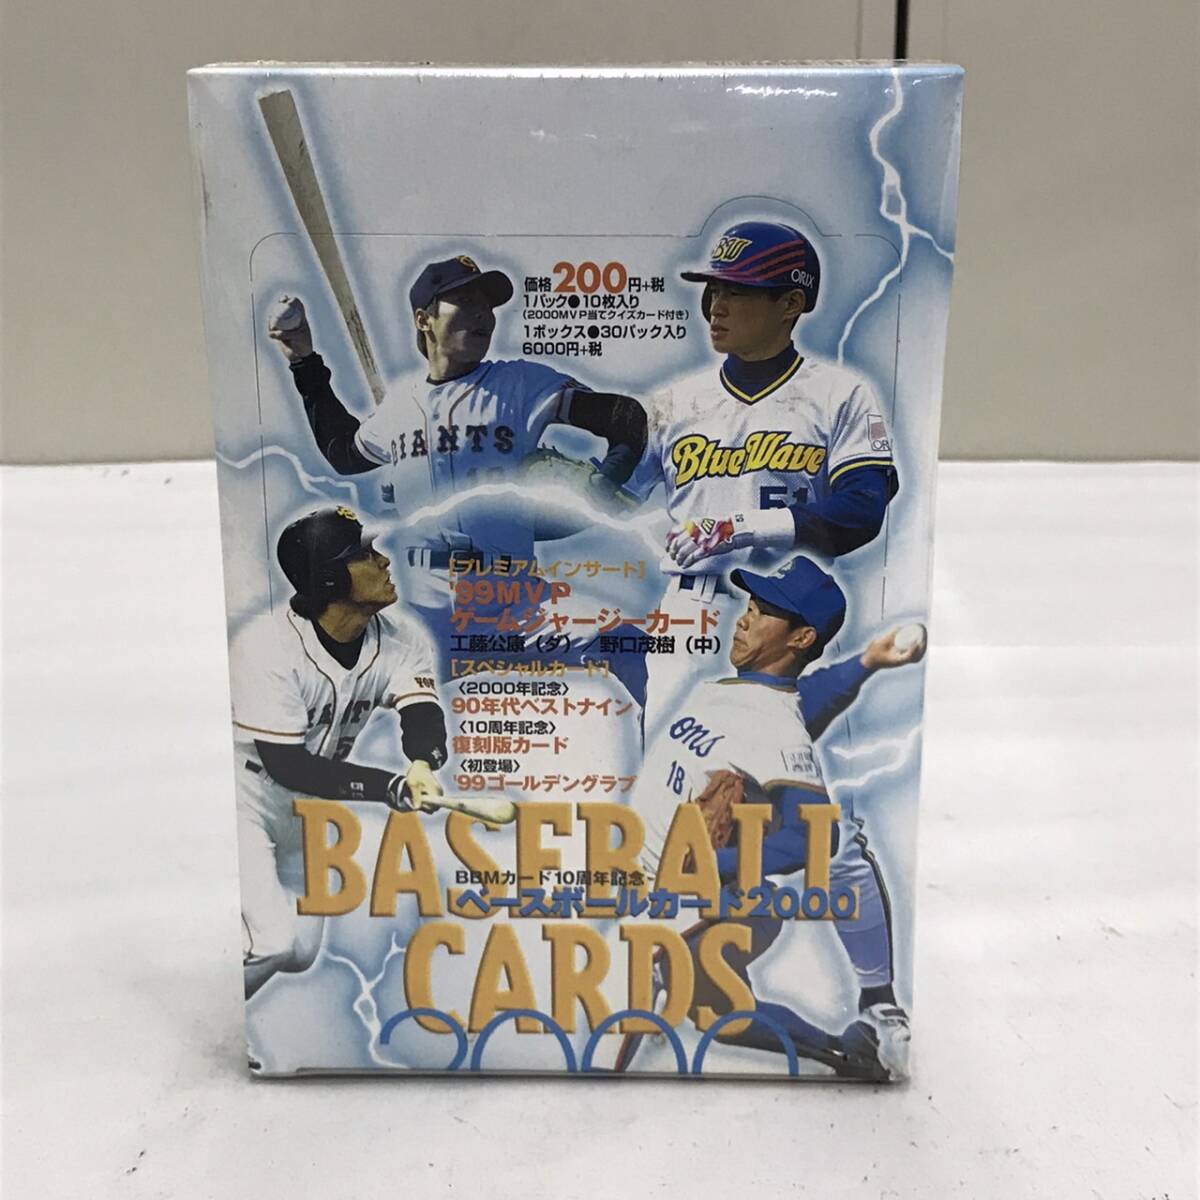 価格200円+税
1パック●10枚入り
(2000MVP当てクイズカード付き)
1ボックス●30パック入り
6000円+税
BW
ORIX
GIANTS
BlueWave
51
[プレミアムインサート]
'99MVP
ゲームジャージーカード
工藤公康(ダ)/野口茂樹(中)
[スペシャルカード]
〈2000年記念〉
90年代ベストナイン
〈10周年記念〉
復刻版カード
〈初登場〉
'99ゴールデングラブ
ons
18
BASEBALL
BBMカード10周年記念
ベースボールカード2000
CARDS
2000